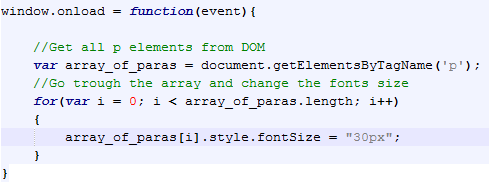 window.onload = function(event){
//Get all p elements from DOM
var array_of_paras = document.getElementsByTagName('p');
//Go trough the array and change the fonts size
for(var i = 0; i < array_of_paras.length; i++)
{
array_of_paras[i].style.fontSize = "30px";
}
}